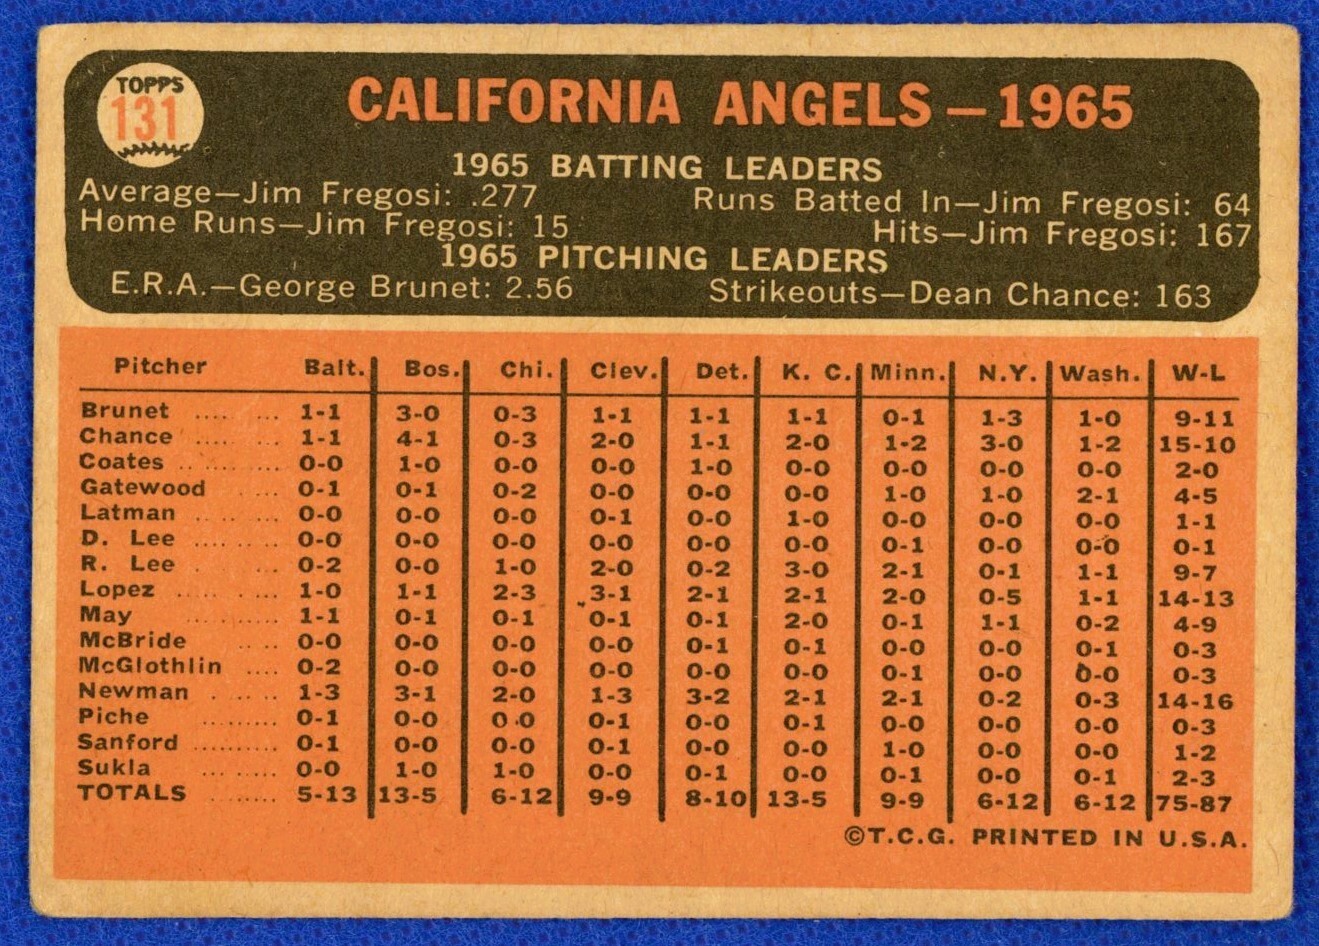 TOPPS
131
CALIFORNIA ANGELS — 1965
1965 BATTING LEADERS
Average—Jim Fregosi: .277 Runs Batted In—Jim Fregosi: 64
Home Runs—Jim Fregosi: 15 Hits—Jim Fregosi: 167
1965 PITCHING LEADERS
E.R.A.—George Brunet: 2.56 Strikeouts—Dean Chance: 163
Pitcher Balt. Bos. Chi. Clev. Det. K. C. Minn. N.Y. Wash. W-L
Brunet .... ... 1-1 3-0 0-3 1-1 1-1 1-1 0-1 1-3 1-0 9-11
Chance .... ... 1-1 4-1 0-3 2-0 1-1 2-0 1-2 3-0 1-2 15-10
Coates .. ........ 0-0 1-0 0-0 0-0 1-0 0-0 0-0 0-0 0-0 2-0
Gatewood . ... 0-1 0-1 0-2 0-0 0-0 0-0 1-0 1-0 2-1 4-5
Latman .. .. .. ... 0-0 0-0 0-0 0-1 0-0 1-0 0-0 0-0 0-0 1-1
D. Lee .... ..... 0-0 0-0 0-0 0-0 0-0 0-0 0-1 0-0 0-0 0-1
R. Lee . ... 0-2 0-0 1-0 2-0 0-2 3-0 2-1 0-1 1-1 9-7
Lopez ..... .. ... 1-0 1-1 2-3 3-1 2-1 2-1 2-0 0-5 1-1 14-13
May .......... 1-1 0-1 0-1 0-1 0-1 2-0 0-1 1-1 0-2 4-9
McBride .... 0-0 0-0 0-0 0-0 0-1 0-1 0-0 0-0 0-1 0-3
McGlothlin .... 0-2 0-0 0-0 0-0 0-0 0-0 0-1 0-0 0-0 0-3
Newman . .. ... 1-3 3-1 2-0 1-3 3-2 2-1 2-1 0-2 0-3 14-16
Piche ......... 0-1 0-0 0-0 0-1 0-0 0-1 0-0 0-0 0-0 0-3
Sanford .......... 0-1 0-0 0-0 0-1 0-0 0-0 1-0 0-0 0-0 1-2
Sukla ... ..... 0-0 1-0 1-0 0-0 0-1 0-0 0-1 0-0 0-1 2-3
TOTALS ........ 5-13 13-5 6-12 9-9 8-10 13-5 9-9 6-12 6-12 75-87
©T.C.G. PRINTED IN U.S.A.